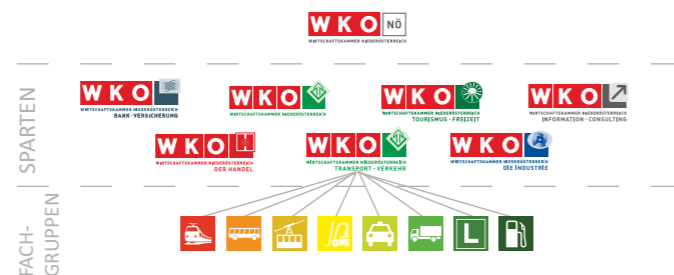 WKO NÖ
WIRTSCHAFTSKAMMER NIEDERÖSTERREICH
SPARTEN
WKO
WIRTSCHAFTSKAMMER NIEDERÖSTERREICH
BANK · VERSICHERUNG
WKO
WIRTSCHAFTSKAMMER NIEDERÖSTERREICH
WKO
WIRTSCHAFTSKAMMER NIEDERÖSTERREICH
TOURISMUS · FREIZEIT
WKO
WIRTSCHAFTSKAMMER NIEDERÖSTERREICH
INFORMATION · CONSULTING
WKO
WIRTSCHAFTSKAMMER NIEDERÖSTERREICH
DER HANDEL
WKO
WIRTSCHAFTSKAMMER NIEDERÖSTERREICH
TRANSPORT · VERKEHR
WKO
WIRTSCHAFTSKAMMER NIEDERÖSTERREICH
DIE INDUSTRIE
FACH-
GRUPPEN
L